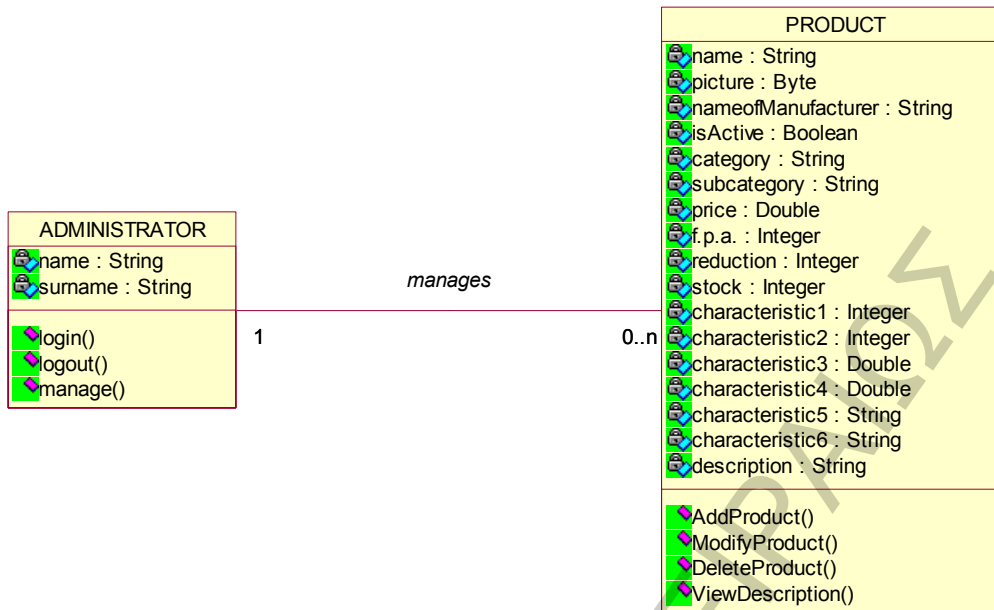 PRODUCT
name : String
picture : Byte
nameofManufacturer : String
isActive : Boolean
category : String
subcategory : String
price : Double
f.p.a. : Integer
reduction : Integer
stock : Integer
characteristic1 : Integer
characteristic2 : Integer
characteristic3 : Double
characteristic4 : Double
characteristic5 : String
characteristic6 : String
description : String
AddProduct()
ModifyProduct()
DeleteProduct()
ViewDescription()
ADMINISTRATOR
name : String
surname : String
login()
logout()
manage()
manages
1
0..n
ΡΑΙΩΣ